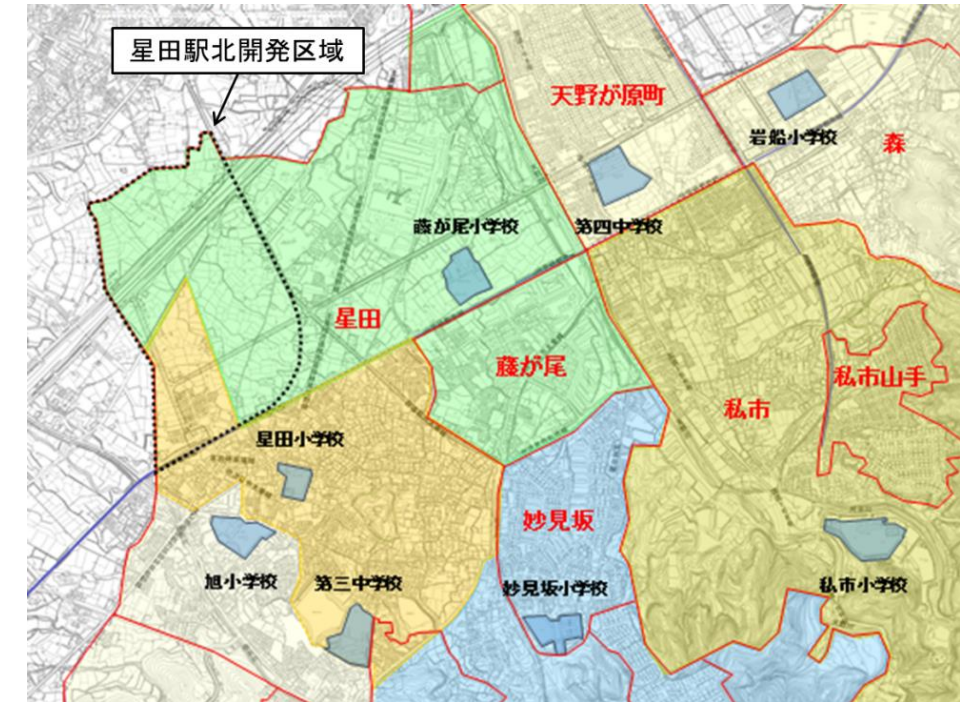 星田駅北開発区域
天野が原町
岩船小学校
森
藤が尾小学校
第四中学校
星田
藤が尾
私市山手
私市
星田小学校
妙見坂
旭小学校
第三中学校
妙見坂小学校
私市小学校